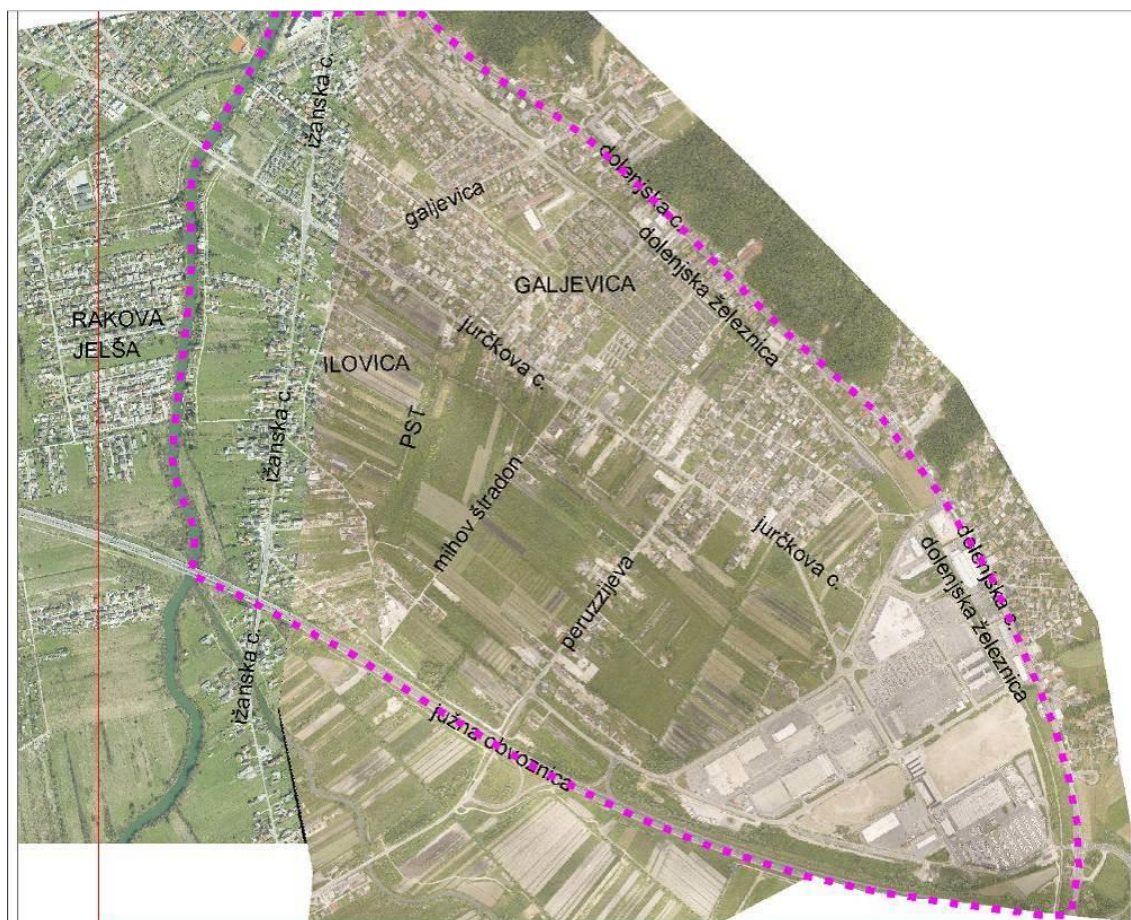 ižanska c.
dolenjska c.
galjevica
dolenjska železnica
GALJEVICA
RAKOVA
JELŠA
jurčkova c.
ILOVICA
PST
ižanska c.
mihov štradon
jurčkova c.
dolenjska c.
dolenjska železnica
peruzzijeva
ižanska c.
južna obvoznica